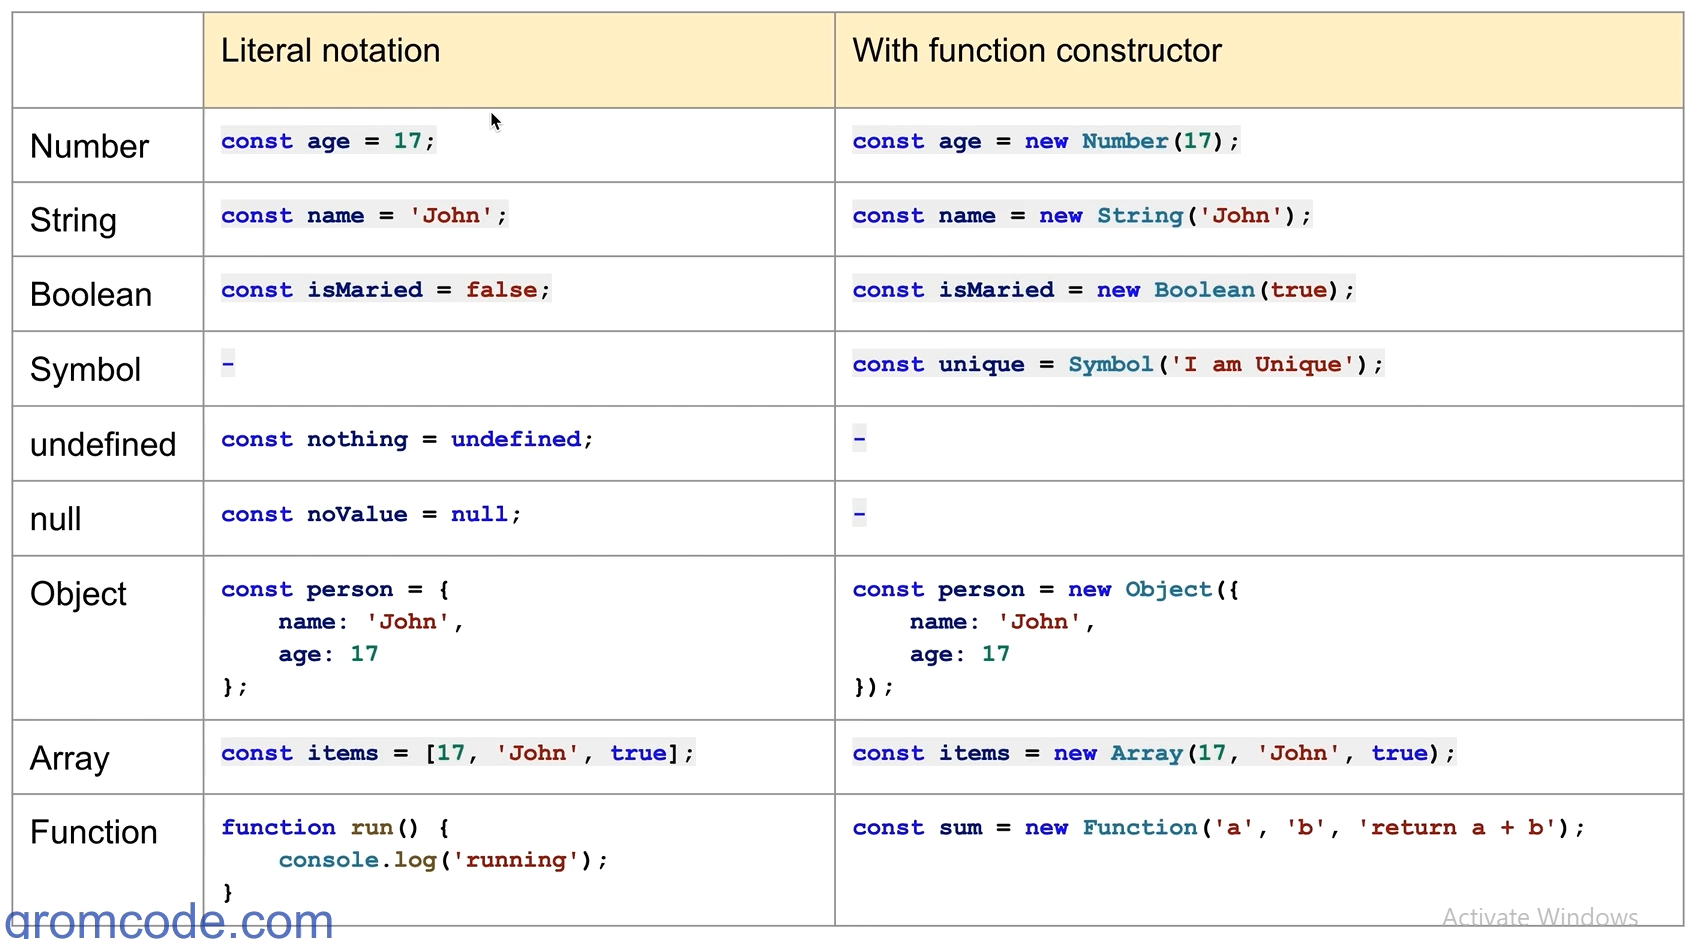 Literal notation
With function constructor
Number
const age = 17;
const age = new Number(17);
String
const name = 'John';
const name = new String('John');
Boolean
const isMaried = false;
const isMaried = new Boolean(true);
Symbol
-
const unique = Symbol('I am Unique');
undefined
const nothing = undefined;
-
null
const noValue = null;
-
Object
const person = {
    name: 'John',
    age: 17
};
const person = new Object({
    name: 'John',
    age: 17
});
Array
const items = [17, 'John', true];
const items = new Array(17, 'John', true);
Function
function run() {
    console.log('running');
}
const sum = new Function('a', 'b', 'return a + b');
gromcode.com
Activate Windows